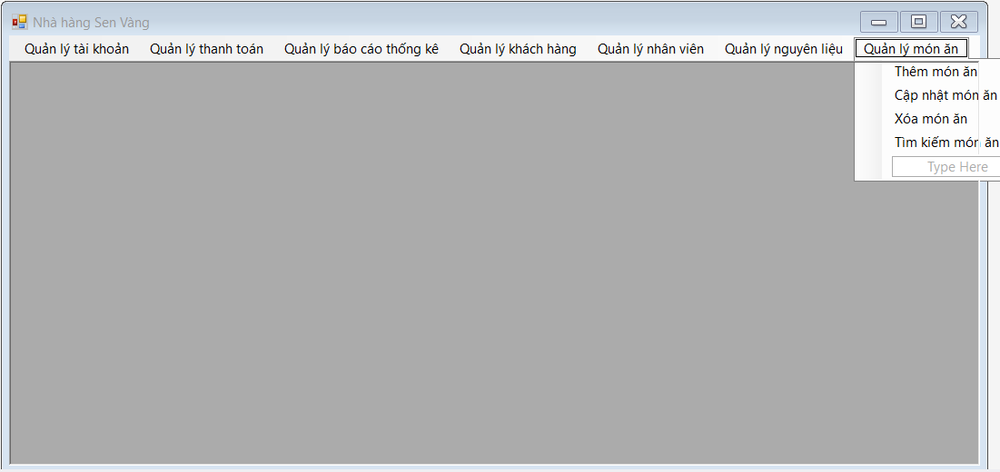 Nhà hàng Sen Vàng
Quản lý tài khoản Quản lý thanh toán Quản lý báo cáo thống kê Quản lý khách hàng Quản lý nhân viên Quản lý nguyên liệu Quản lý món ăn
Thêm món ăn
Cập nhật món ăn
Xóa món ăn
Tìm kiếm món ăn
Type Here